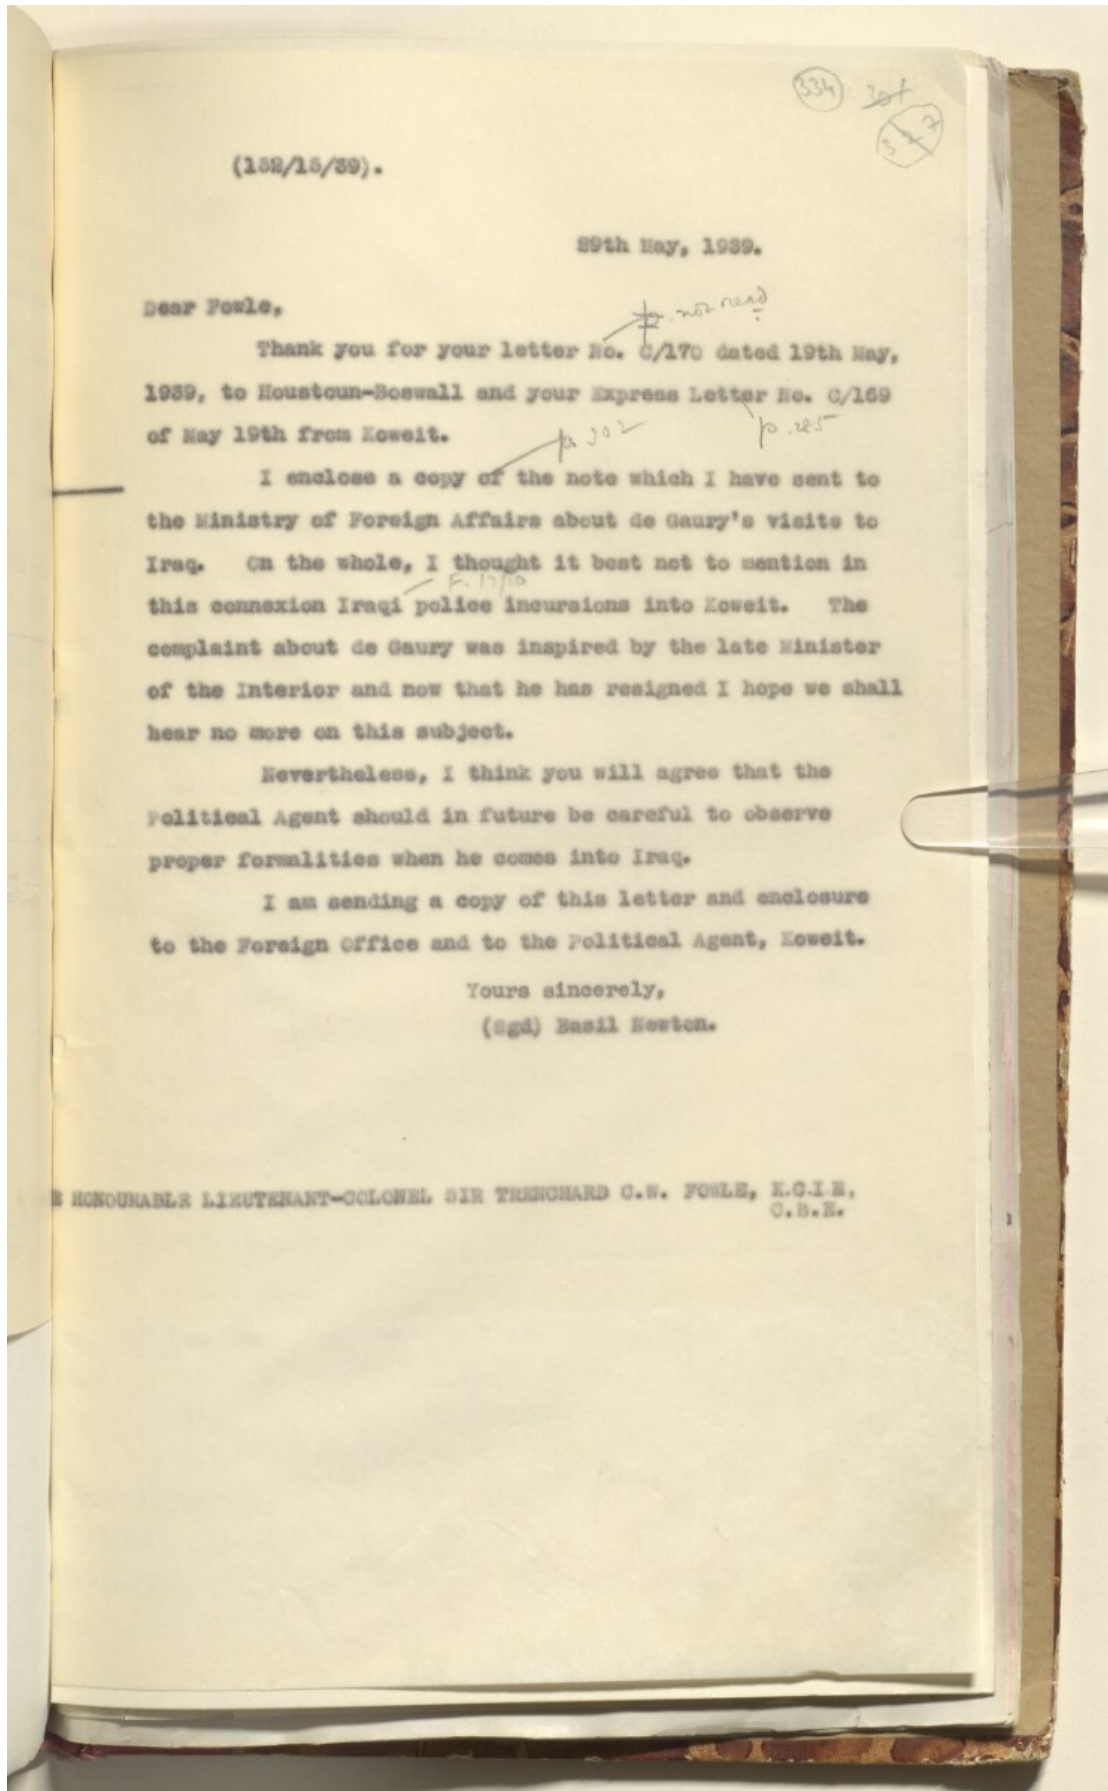 334
301
327
(152/15/39).
29th May, 1939.
Dear Fowle,
p. not recd
Thank you for your letter No. C/170 dated 19th May,
1939, to Houstoun-Boswall and your Express Letter No. C/169
p. 285
of May 19th from Koweit.
p. 302
I enclose a copy of the note which I have sent to
the Ministry of Foreign Affairs about de Gaury's visits to
Iraq. On the whole, I thought it best not to mention in
this connexion Iraqi police incursions into Koweit. The
complaint about de Gaury was inspired by the late Minister
of the Interior and now that he has resigned I hope we shall
hear no more on this subject.
Nevertheless, I think you will agree that the
Political Agent should in future be careful to observe
proper formalities when he comes into Iraq.
I am sending a copy of this letter and enclosure
to the Foreign Office and to the Political Agent, Koweit.
Yours sincerely,
(Sgd) Basil Newton.
E HONOURABLE LIEUTENANT-COLONEL SIR TRENCHARD C.W. FOWLE, K.C.I.E,
C.B.E.